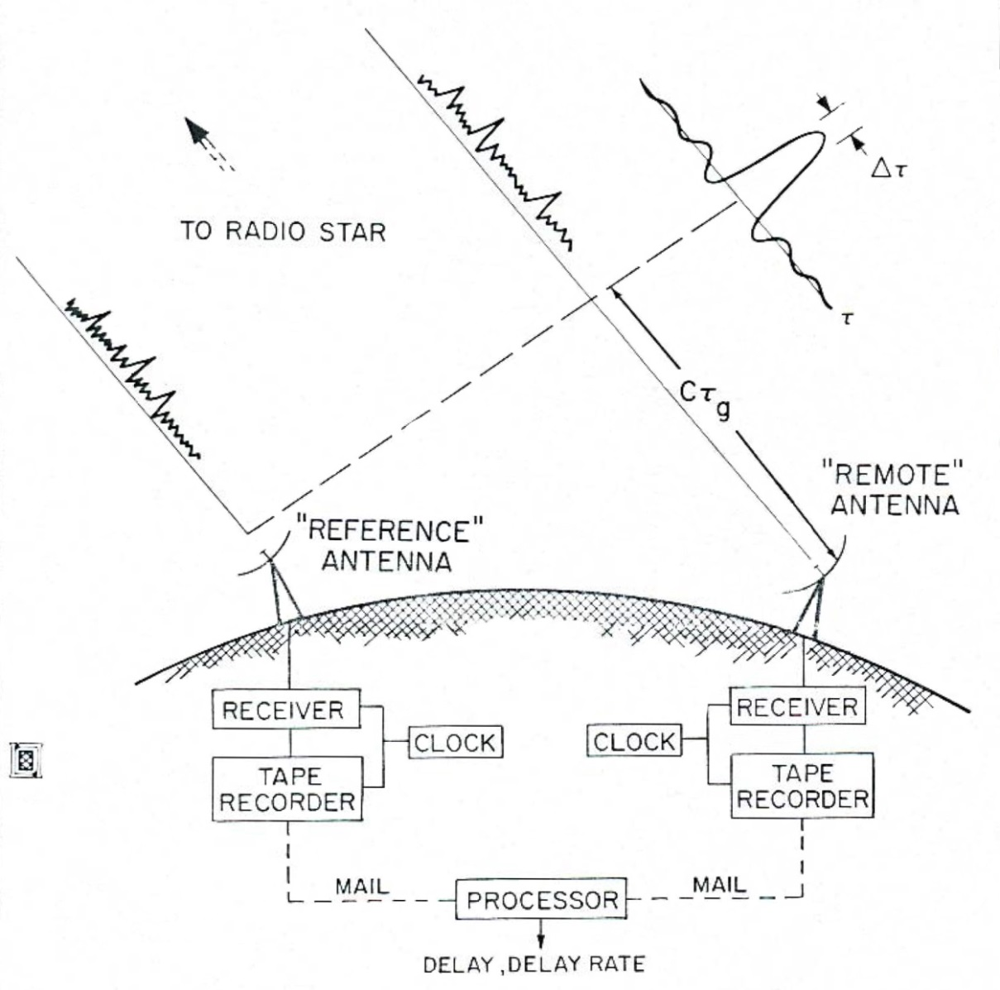 Δτ
TO RADIO STAR
τ
Cτg
"REMOTE"
ANTENNA
"REFERENCE"
ANTENNA
RECEIVER
CLOCK
TAPE
RECORDER
CLOCK
RECEIVER
TAPE
RECORDER
MAIL
PROCESSOR
MAIL
DELAY, DELAY RATE